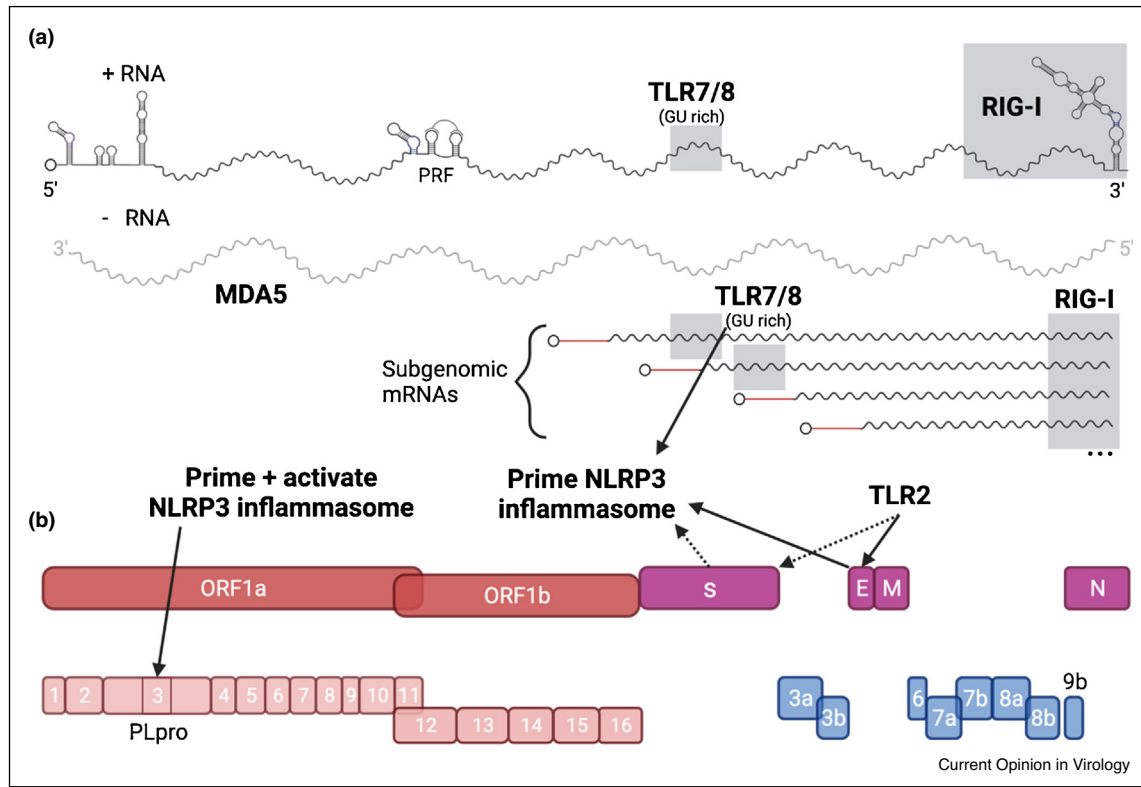 (a)
+ RNA
TLR7/8
(GU rich)
RIG-I
PRF
5'
3'
- RNA
3'
5'
MDA5
TLR7/8
(GU rich)
RIG-I
Subgenomic
mRNAs
...
Prime + activate
NLRP3 inflammasome
Prime NLRP3
inflammasome
TLR2
(b)
ORF1a
ORF1b
S
E
M
N
1
2
3
4
5
6
7
8
9
10
11
12
13
14
15
16
PLpro
3a
3b
6
7a
7b
8a
8b
9b
Current Opinion in Virology